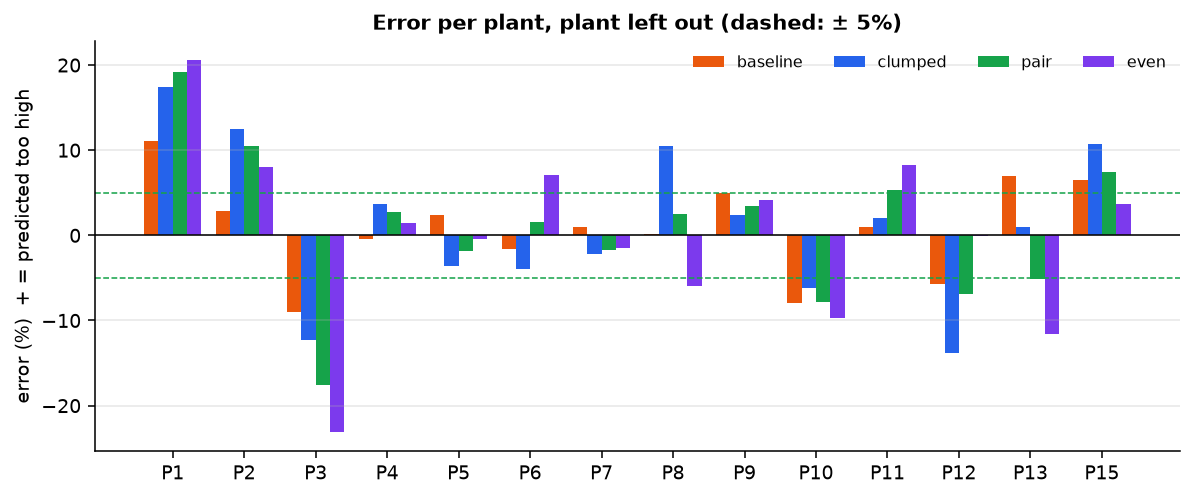 Error per plant, plant left out (dashed: ± 5%)
baseline clumped pair even
error (%) + = predicted too high
20
10
0
−10
−20
P1 P2 P3 P4 P5 P6 P7 P8 P9 P10 P11 P12 P13 P15